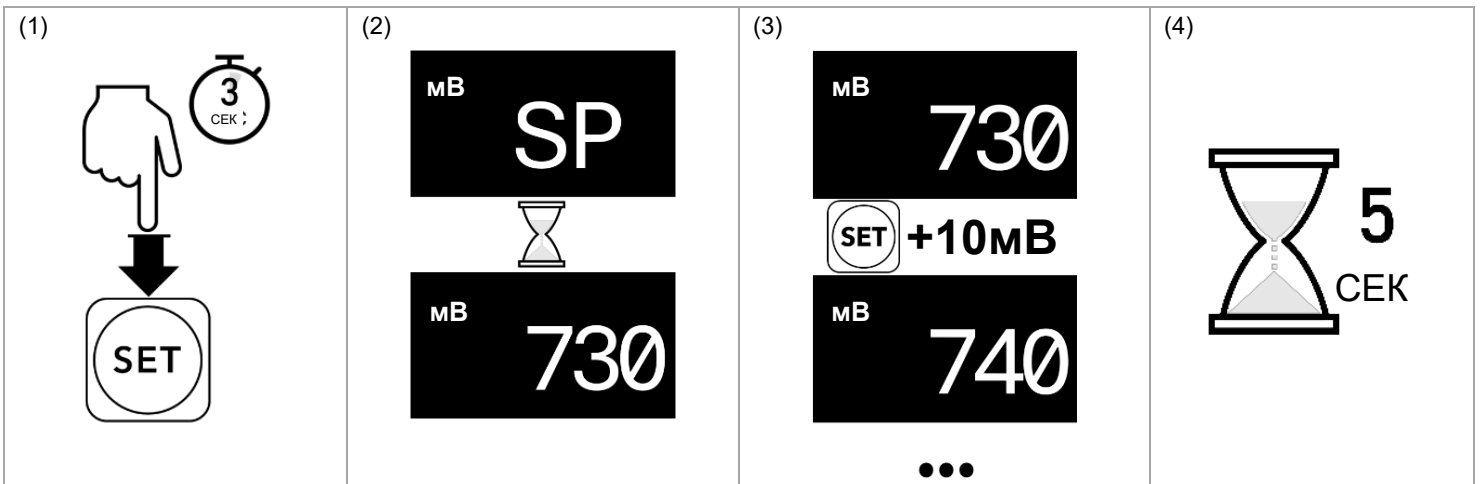 (1)
3
СЕК
SET
(2)
мВ
SP
мВ
730
(3)
мВ
730
SET +10мВ
мВ
740
•••
(4)
5
СЕК